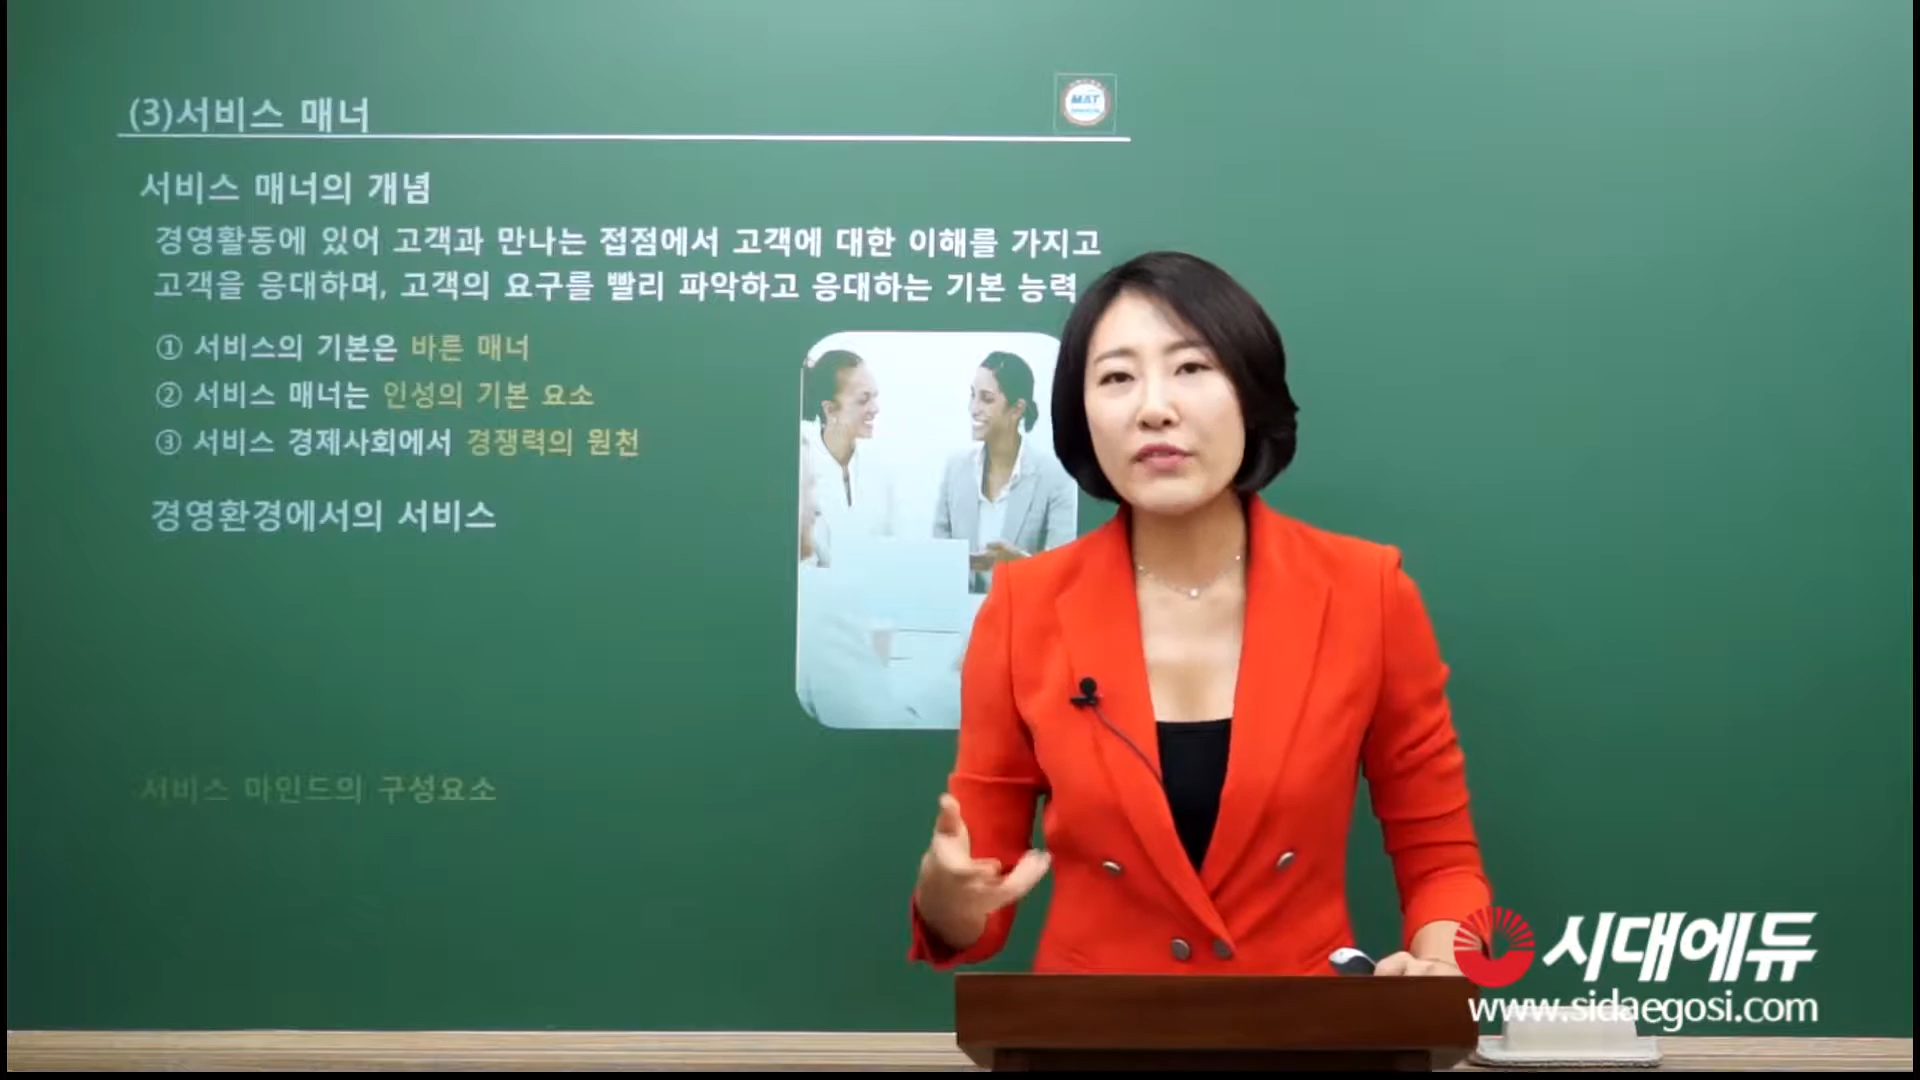 (3)서비스 매너
MAT
서비스 매너의 개념
경영활동에 있어 고객과 만나는 접점에서 고객에 대한 이해를 가지고
고객을 응대하며, 고객의 요구를 빨리 파악하고 응대하는 기본 능력
① 서비스의 기본은 바른 매너
② 서비스 매너는 인성의 기본 요소
③ 서비스 경제사회에서 경쟁력의 원천
경영환경에서의 서비스
서비스 마인드의 구성요소
시대에듀
www.sidaegosi.com